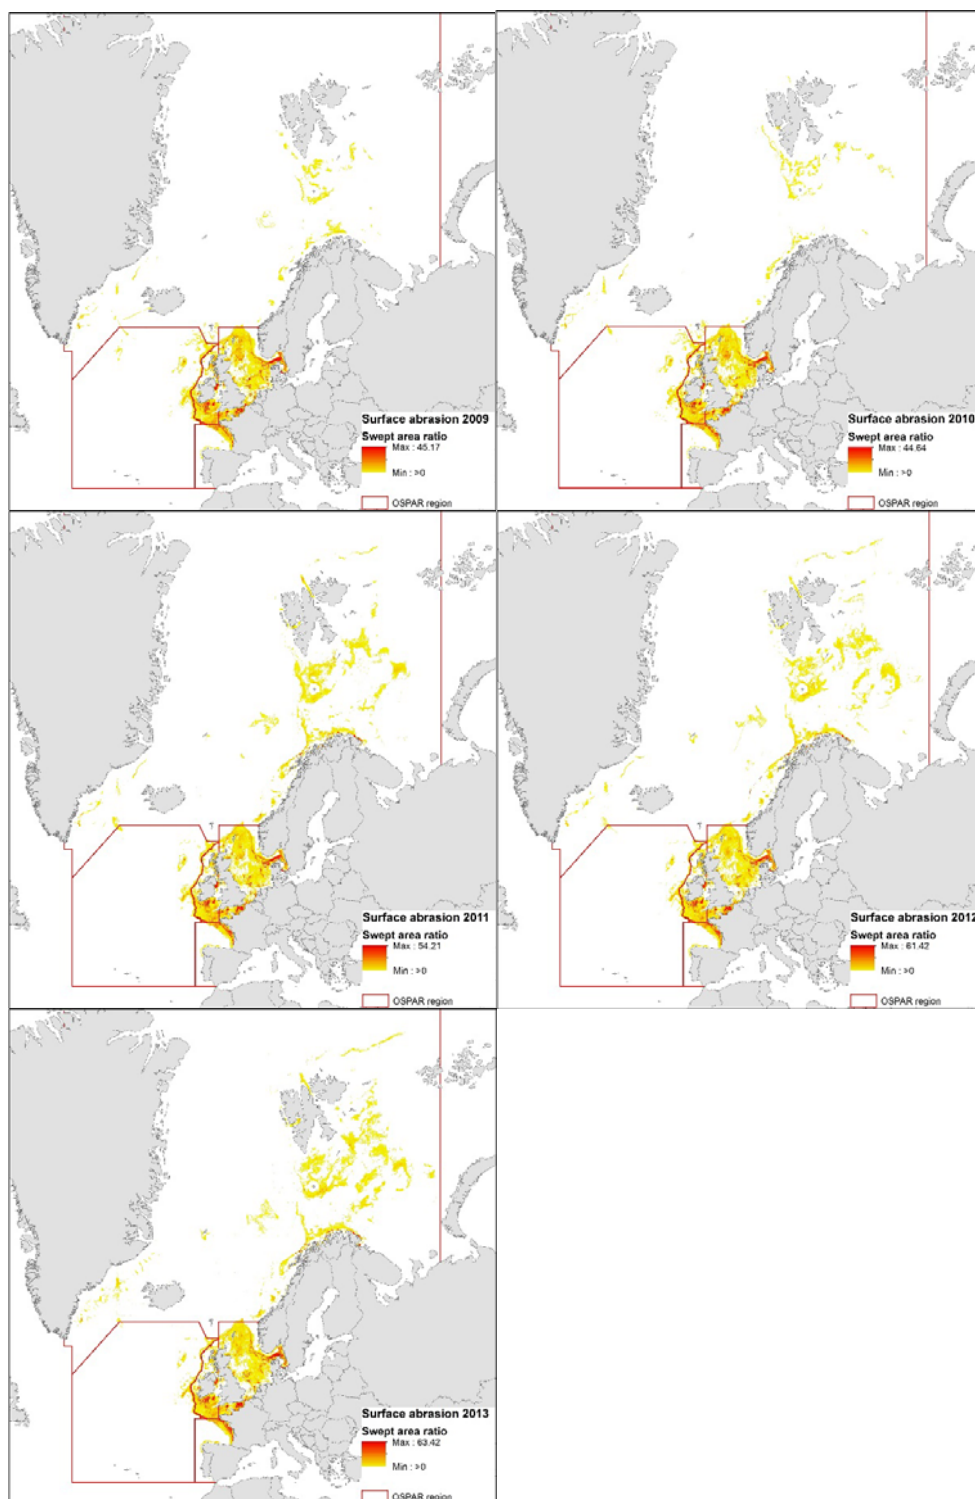 Surface abrasion 2009
Swept area ratio
Max : 45.17
Min : >0
OSPAR region
Surface abrasion 2010
Swept area ratio
Max : 44.64
Min : >0
OSPAR region
Surface abrasion 2011
Swept area ratio
Max : 54.21
Min : >0
OSPAR region
Surface abrasion 2012
Swept area ratio
Max : 61.42
Min : >0
OSPAR region
Surface abrasion 2013
Swept area ratio
Max : 63.42
Min : >0
OSPAR region